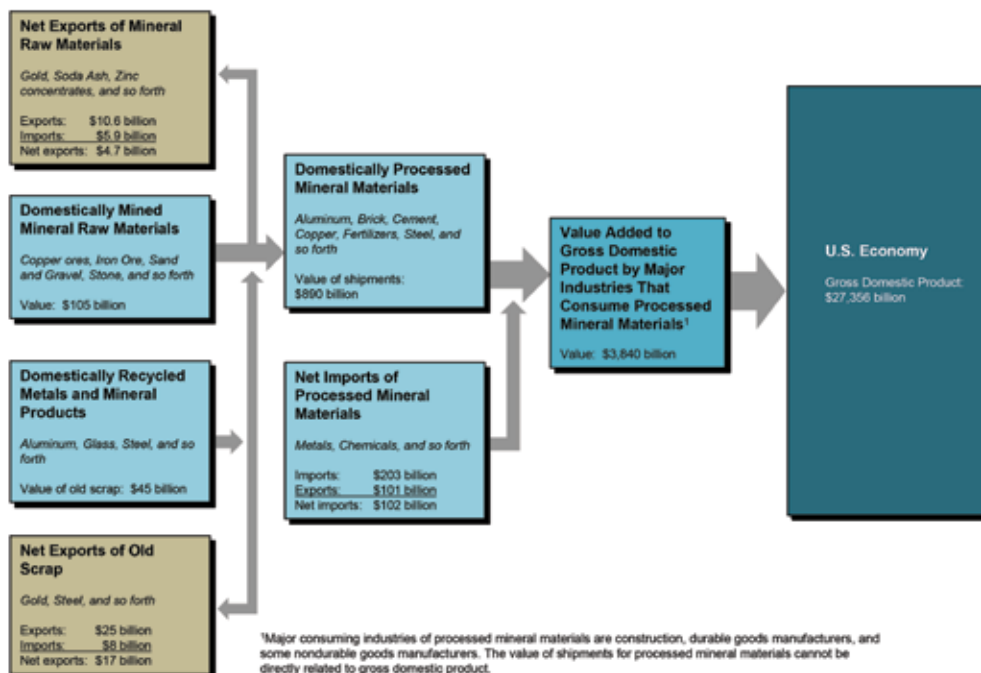 Net Exports of Mineral
Raw Materials
Gold, Soda Ash, Zinc
concentrates, and so forth
Exports: $10.6 billion
Imports: $5.9 billion
Net exports: $4.7 billion
Domestically Mined
Mineral Raw Materials
Copper ores, Iron Ore, Sand
and Gravel, Stone, and so forth
Value: $105 billion
Domestically Recycled
Metals and Mineral
Products
Aluminum, Glass, Steel, and so
forth
Value of old scrap: $45 billion
Net Exports of Old
Scrap
Gold, Steel, and so forth
Exports: $25 billion
Imports: $8 billion
Net exports: $17 billion
Domestically Processed
Mineral Materials
Aluminum, Brick, Cement,
Copper, Fertilizers, Steel, and
so forth
Value of shipments:
$890 billion
Net Imports of
Processed Mineral
Materials
Metals, Chemicals, and so forth
Imports: $203 billion
Exports: $101 billion
Net imports: $102 billion
Value Added to
Gross Domestic
Product by Major
Industries That
Consume Processed
Mineral Materials¹
Value: $3,840 billion
U.S. Economy
Gross Domestic Product:
$27,356 billion
¹Major consuming industries of processed mineral materials are construction, durable goods manufacturers, and
some nondurable goods manufacturers. The value of shipments for processed mineral materials cannot be
directly related to gross domestic product.